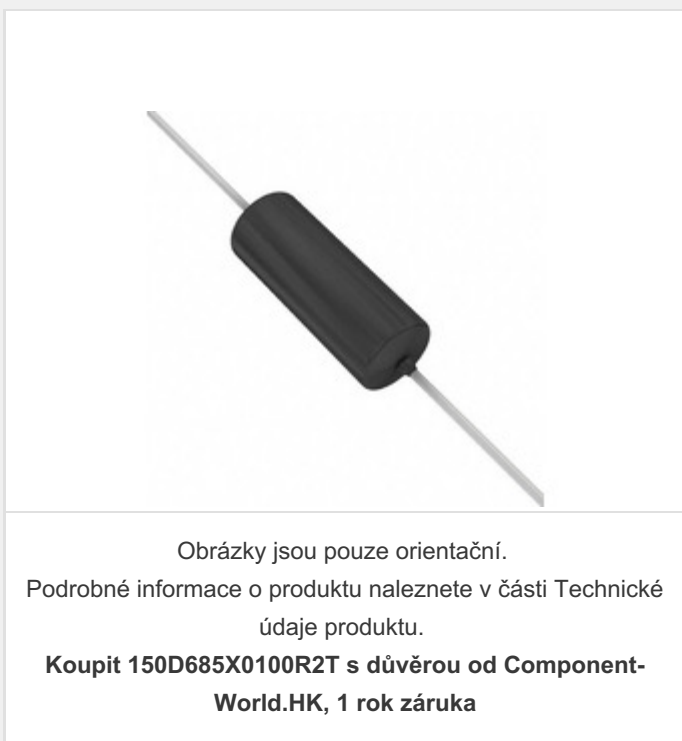 Obrázky jsou pouze orientační.
Podrobné informace o produktu naleznete v části Technické
údaje produktu.
Koupit 150D685X0100R2T s důvěrou od Component-
World.HK, 1 rok záruka